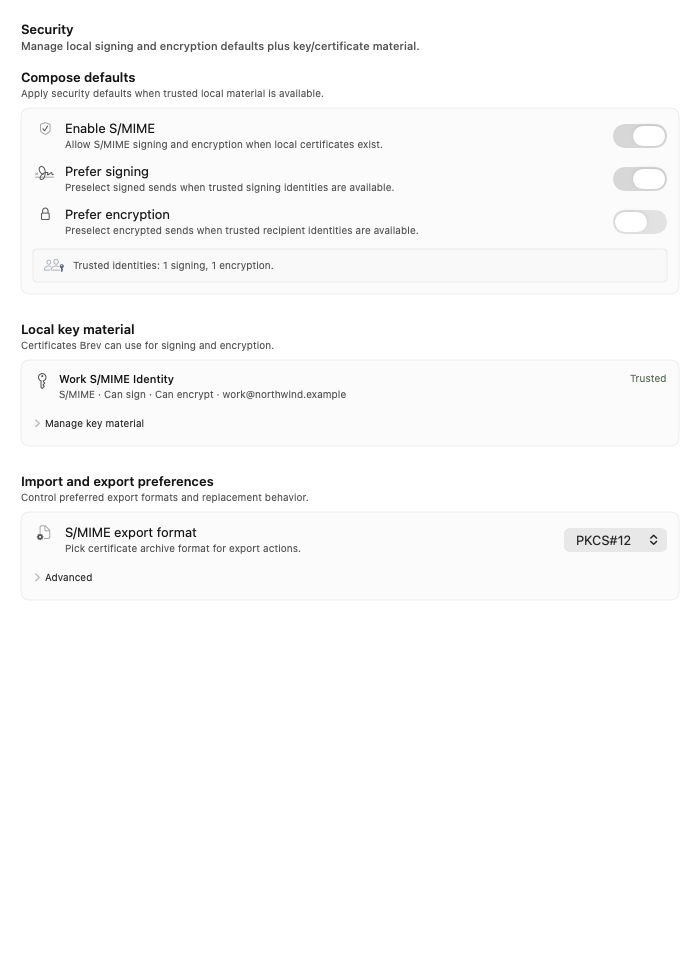 Security
Manage local signing and encryption defaults plus key/certificate material.
Compose defaults
Apply security defaults when trusted local material is available.
Enable S/MIME
Allow S/MIME signing and encryption when local certificates exist.
Prefer signing
Preselect signed sends when trusted signing identities are available.
Prefer encryption
Preselect encrypted sends when trusted recipient identities are available.
Trusted identities: 1 signing, 1 encryption.
Local key material
Certificates Brev can use for signing and encryption.
Work S/MIME Identity
Trusted
S/MIME · Can sign · Can encrypt · work@northwind.example
Manage key material
Import and export preferences
Control preferred export formats and replacement behavior.
S/MIME export format
Pick certificate archive format for export actions.
PKCS#12
Advanced